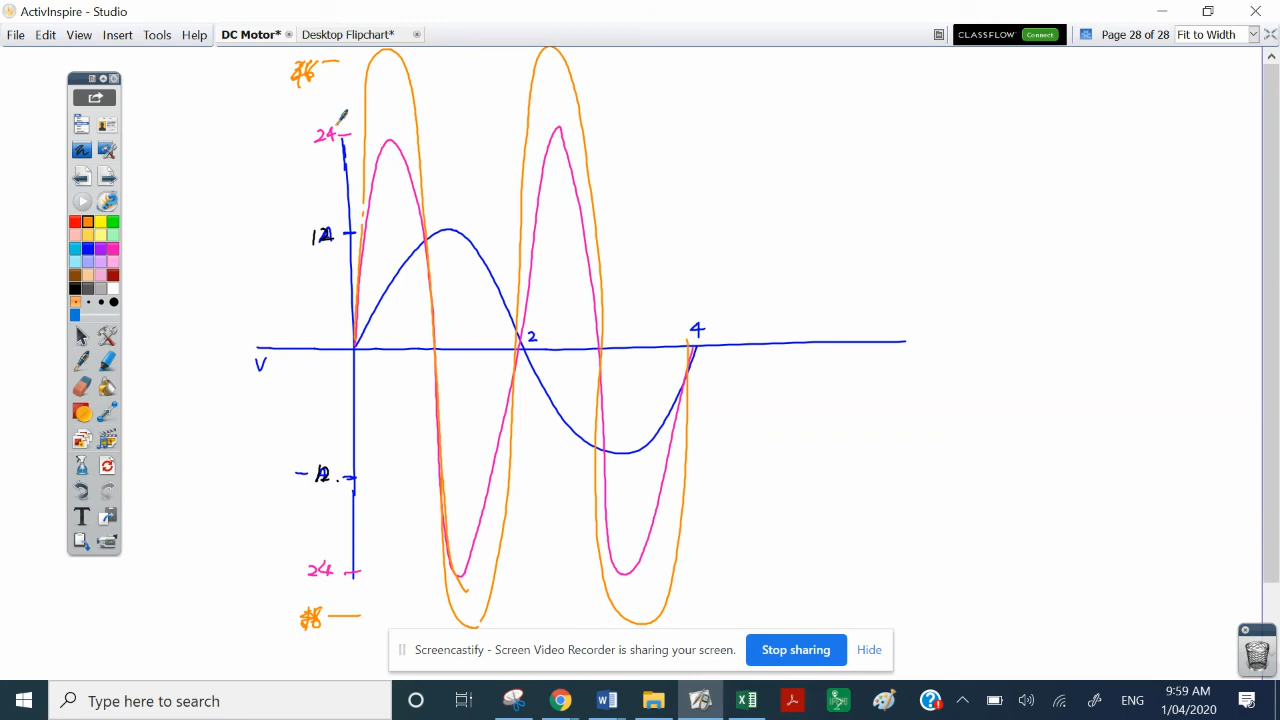 ActivInspire - Studio
File Edit View Insert Tools Help DC Motor* Desktop Flipchart* CLASSFLOW Connect Page 28 of 28 Fit to Width
24
12
2
4
V
- 12.
24
Screencastify - Screen Video Recorder is sharing your screen. Stop sharing Hide
Type here to search
ENG
9:59 AM
1/04/2020